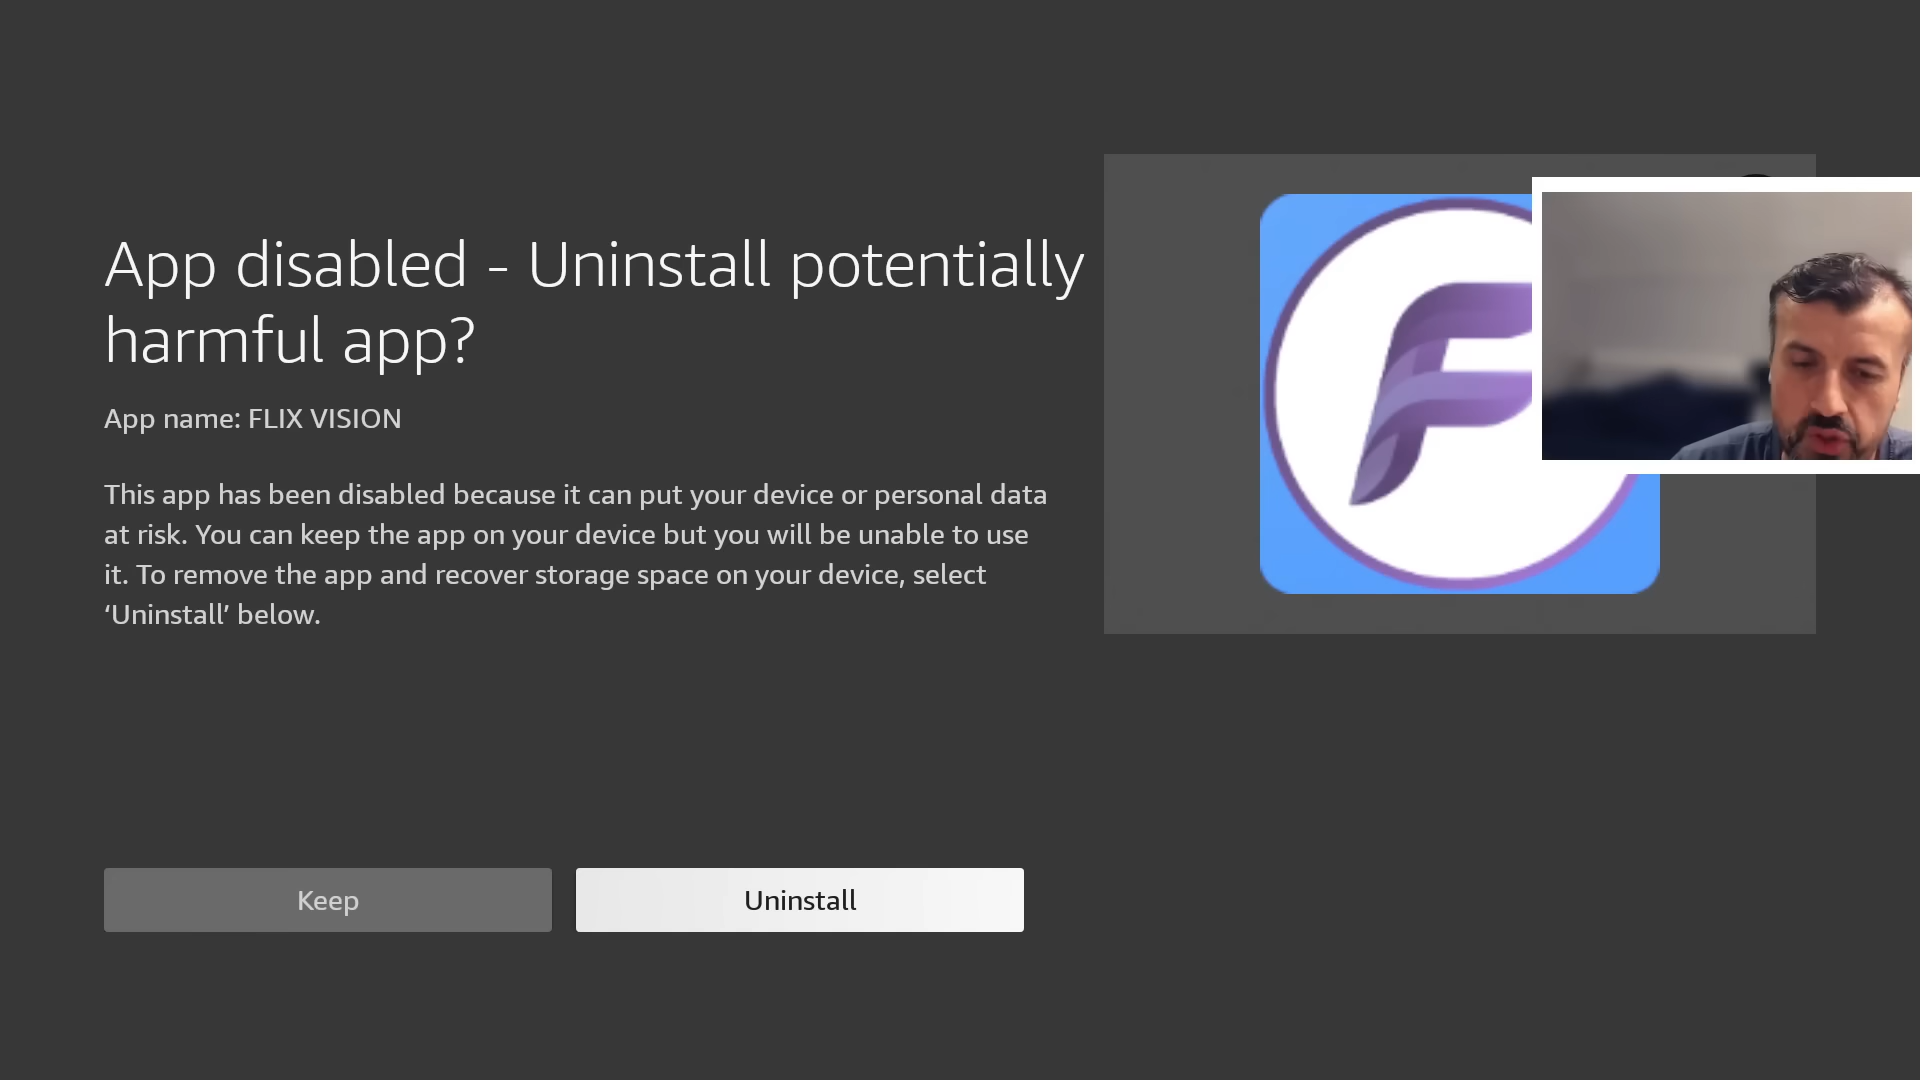 App disabled - Uninstall potentially
harmful app?
App name: FLIX VISION
This app has been disabled because it can put your device or personal data
at risk. You can keep the app on your device but you will be unable to use
it. To remove the app and recover storage space on your device, select
‘Uninstall’ below.
Keep
Uninstall